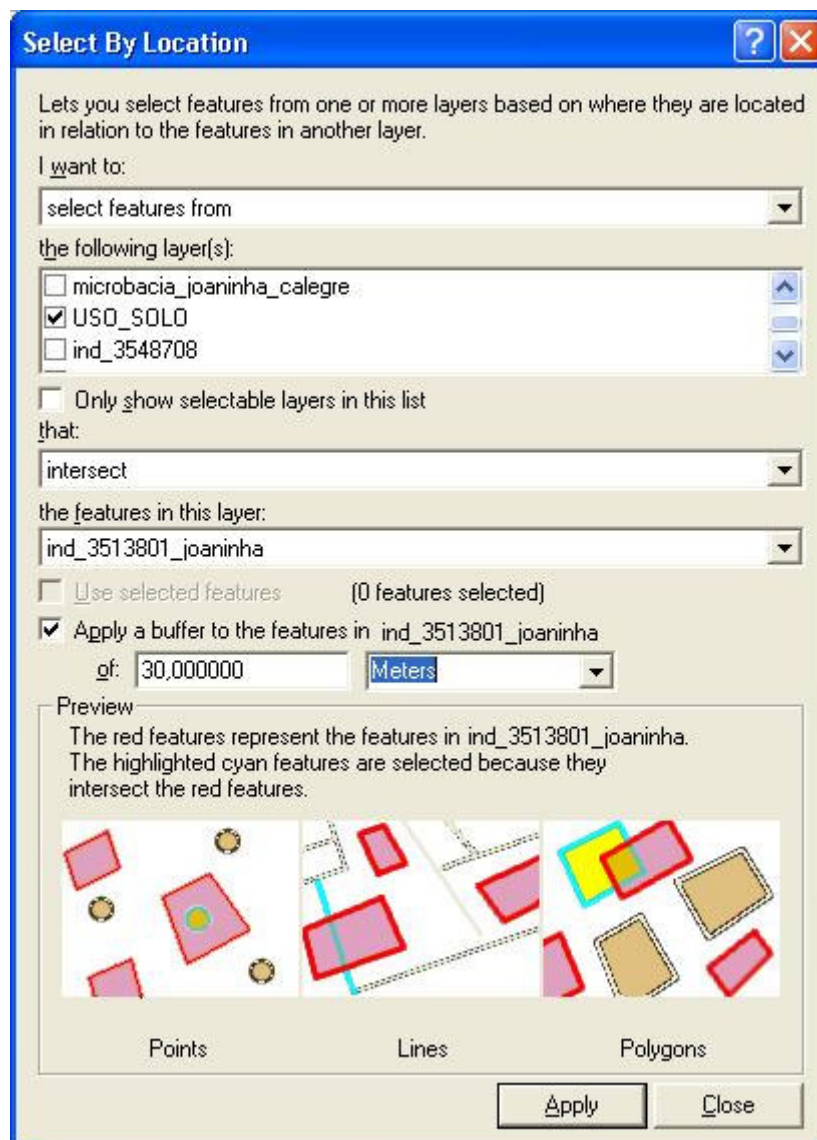 Select By Location
Lets you select features from one or more layers based on where they are located
in relation to the features in another layer.
I want to:
select features from
the following layer(s):
microbacia_joaninha_calegre
USO_SOLO
ind_3548708
Only show selectable layers in this list
that:
intersect
the features in this layer:
ind_3513801_joaninha
Use selected features (0 features selected)
Apply a buffer to the features in ind_3513801_joaninha
of: 30,000000 Meters
Preview
The red features represent the features in ind_3513801_joaninha.
The highlighted cyan features are selected because they
intersect the red features.
Points Lines Polygons
Apply Close